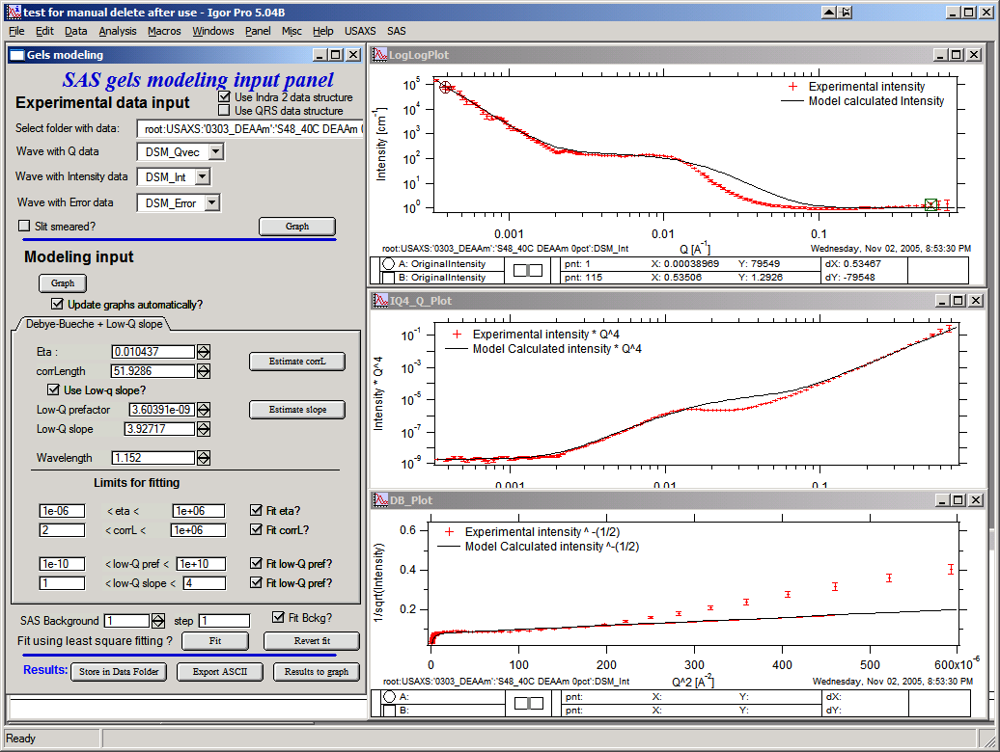 test for manual delete after use - Igor Pro 5.04B
File Edit Data Analysis Macros Windows Panel Misc Help USAXS SAS
Gels modeling
SAS gels modeling input panel
Experimental data input
Use Indra 2 data structure
Use QRS data structure
Select folder with data: root:USAXS:'0303_DEAAm':'S48_40C DEAAm 0
Wave with Q data DSM_Qvec
Wave with Intensity data DSM_Int
Wave with Error data DSM_Error
Slit smeared? Graph
Modeling input
Graph
Update graphs automatically?
Debye-Bueche + Low-Q slope
Eta : 0.010437
corrLength 51.9286
Estimate corrL
Use Low-q slope?
Low-Q prefactor 3.60391e-09
Estimate slope
Low-Q slope 3.92717
Wavelength 1.152
Limits for fitting
1e-06 < eta < 1e+06 Fit eta?
2 < corrL < 1e+06 Fit corrL?
1e-10 < low-Q pref < 1e+10 Fit low-Q pref?
1 < low-Q slope < 4 Fit low-Q pref?
SAS Background 1 step 1 Fit Bckg?
Fit using least square fitting ? Fit Revert fit
Results: Store in Data Folder Export ASCII Results to graph
LogLogPlot
Experimental intensity
Model calculated Intensity
Intensity [cm-1]
10^5
10^4
10^3
10^2
10^1
10^0
0.001 0.01 0.1
root:USAXS:'0303_DEAAm':'S48_40C DEAAm 0pct':DSM_Int Q [A-1] Wednesday, Nov 02, 2005, 8:53:30 PM
A: OriginalIntensity pnt: 1 X: 0.00038969 Y: 79549 dX: 0.53467
B: OriginalIntensity pnt: 115 X: 0.53506 Y: 1.2926 dY: -79548
IQ4_Q_Plot
Experimental intensity * Q^4
Model Calculated intensity * Q^4
Intensity * Q^4
10^-1
10^-3
10^-5
10^-7
10^-9
0.001 0.01 0.1
DB_Plot
Experimental intensity ^ -(1/2)
Model Calculated intensity ^-(1/2)
1/sqrt(Intensity)
0.6
0.4
0.2
0 100 200 300 400 500 600x10^-6
root:USAXS:'0303_DEAAm':'S48_40C DEAAm 0pct':DSM_Int Q^2 [A-2] Wednesday, Nov 02, 2005, 8:53:30 PM
A: pnt: X: Y: dX:
B: pnt: X: Y: dY:
Ready